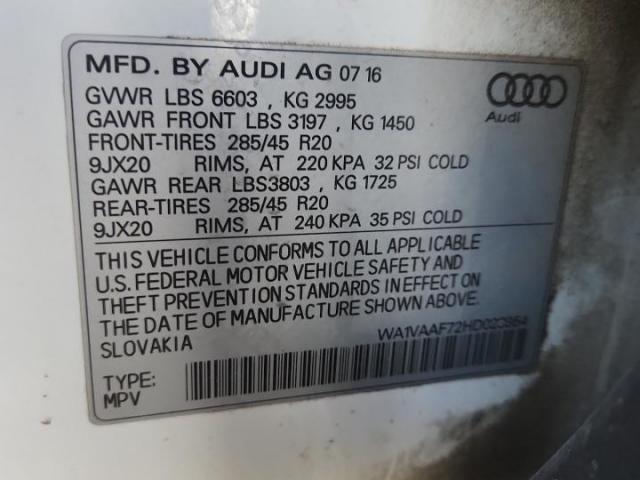 MFD. BY AUDI AG 07 16
GVWR LBS 6603 , KG 2995
GAWR FRONT LBS 3197 , KG 1450
FRONT-TIRES 285/45 R20
9JX20 RIMS, AT 220 KPA 32 PSI COLD
GAWR REAR LBS3803 , KG 1725
REAR-TIRES 285/45 R20
9JX20 RIMS, AT 240 KPA 35 PSI COLD
Audi
THIS VEHICLE CONFORMS TO ALL APPLICABLE
U.S. FEDERAL MOTOR VEHICLE SAFETY AND
THEFT PREVENTION STANDARDS IN EFFECT ON
THE DATE OF MANUFACTURE SHOWN ABOVE.
SLOVAKIA
TYPE:
MPV